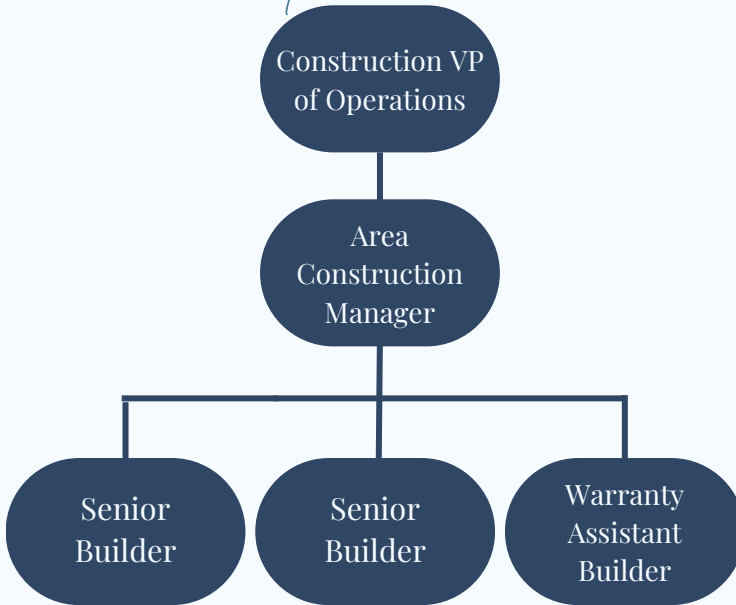 Construction VP
of Operations
Area
Construction
Manager
Senior
Builder
Senior
Builder
Warranty
Assistant
Builder